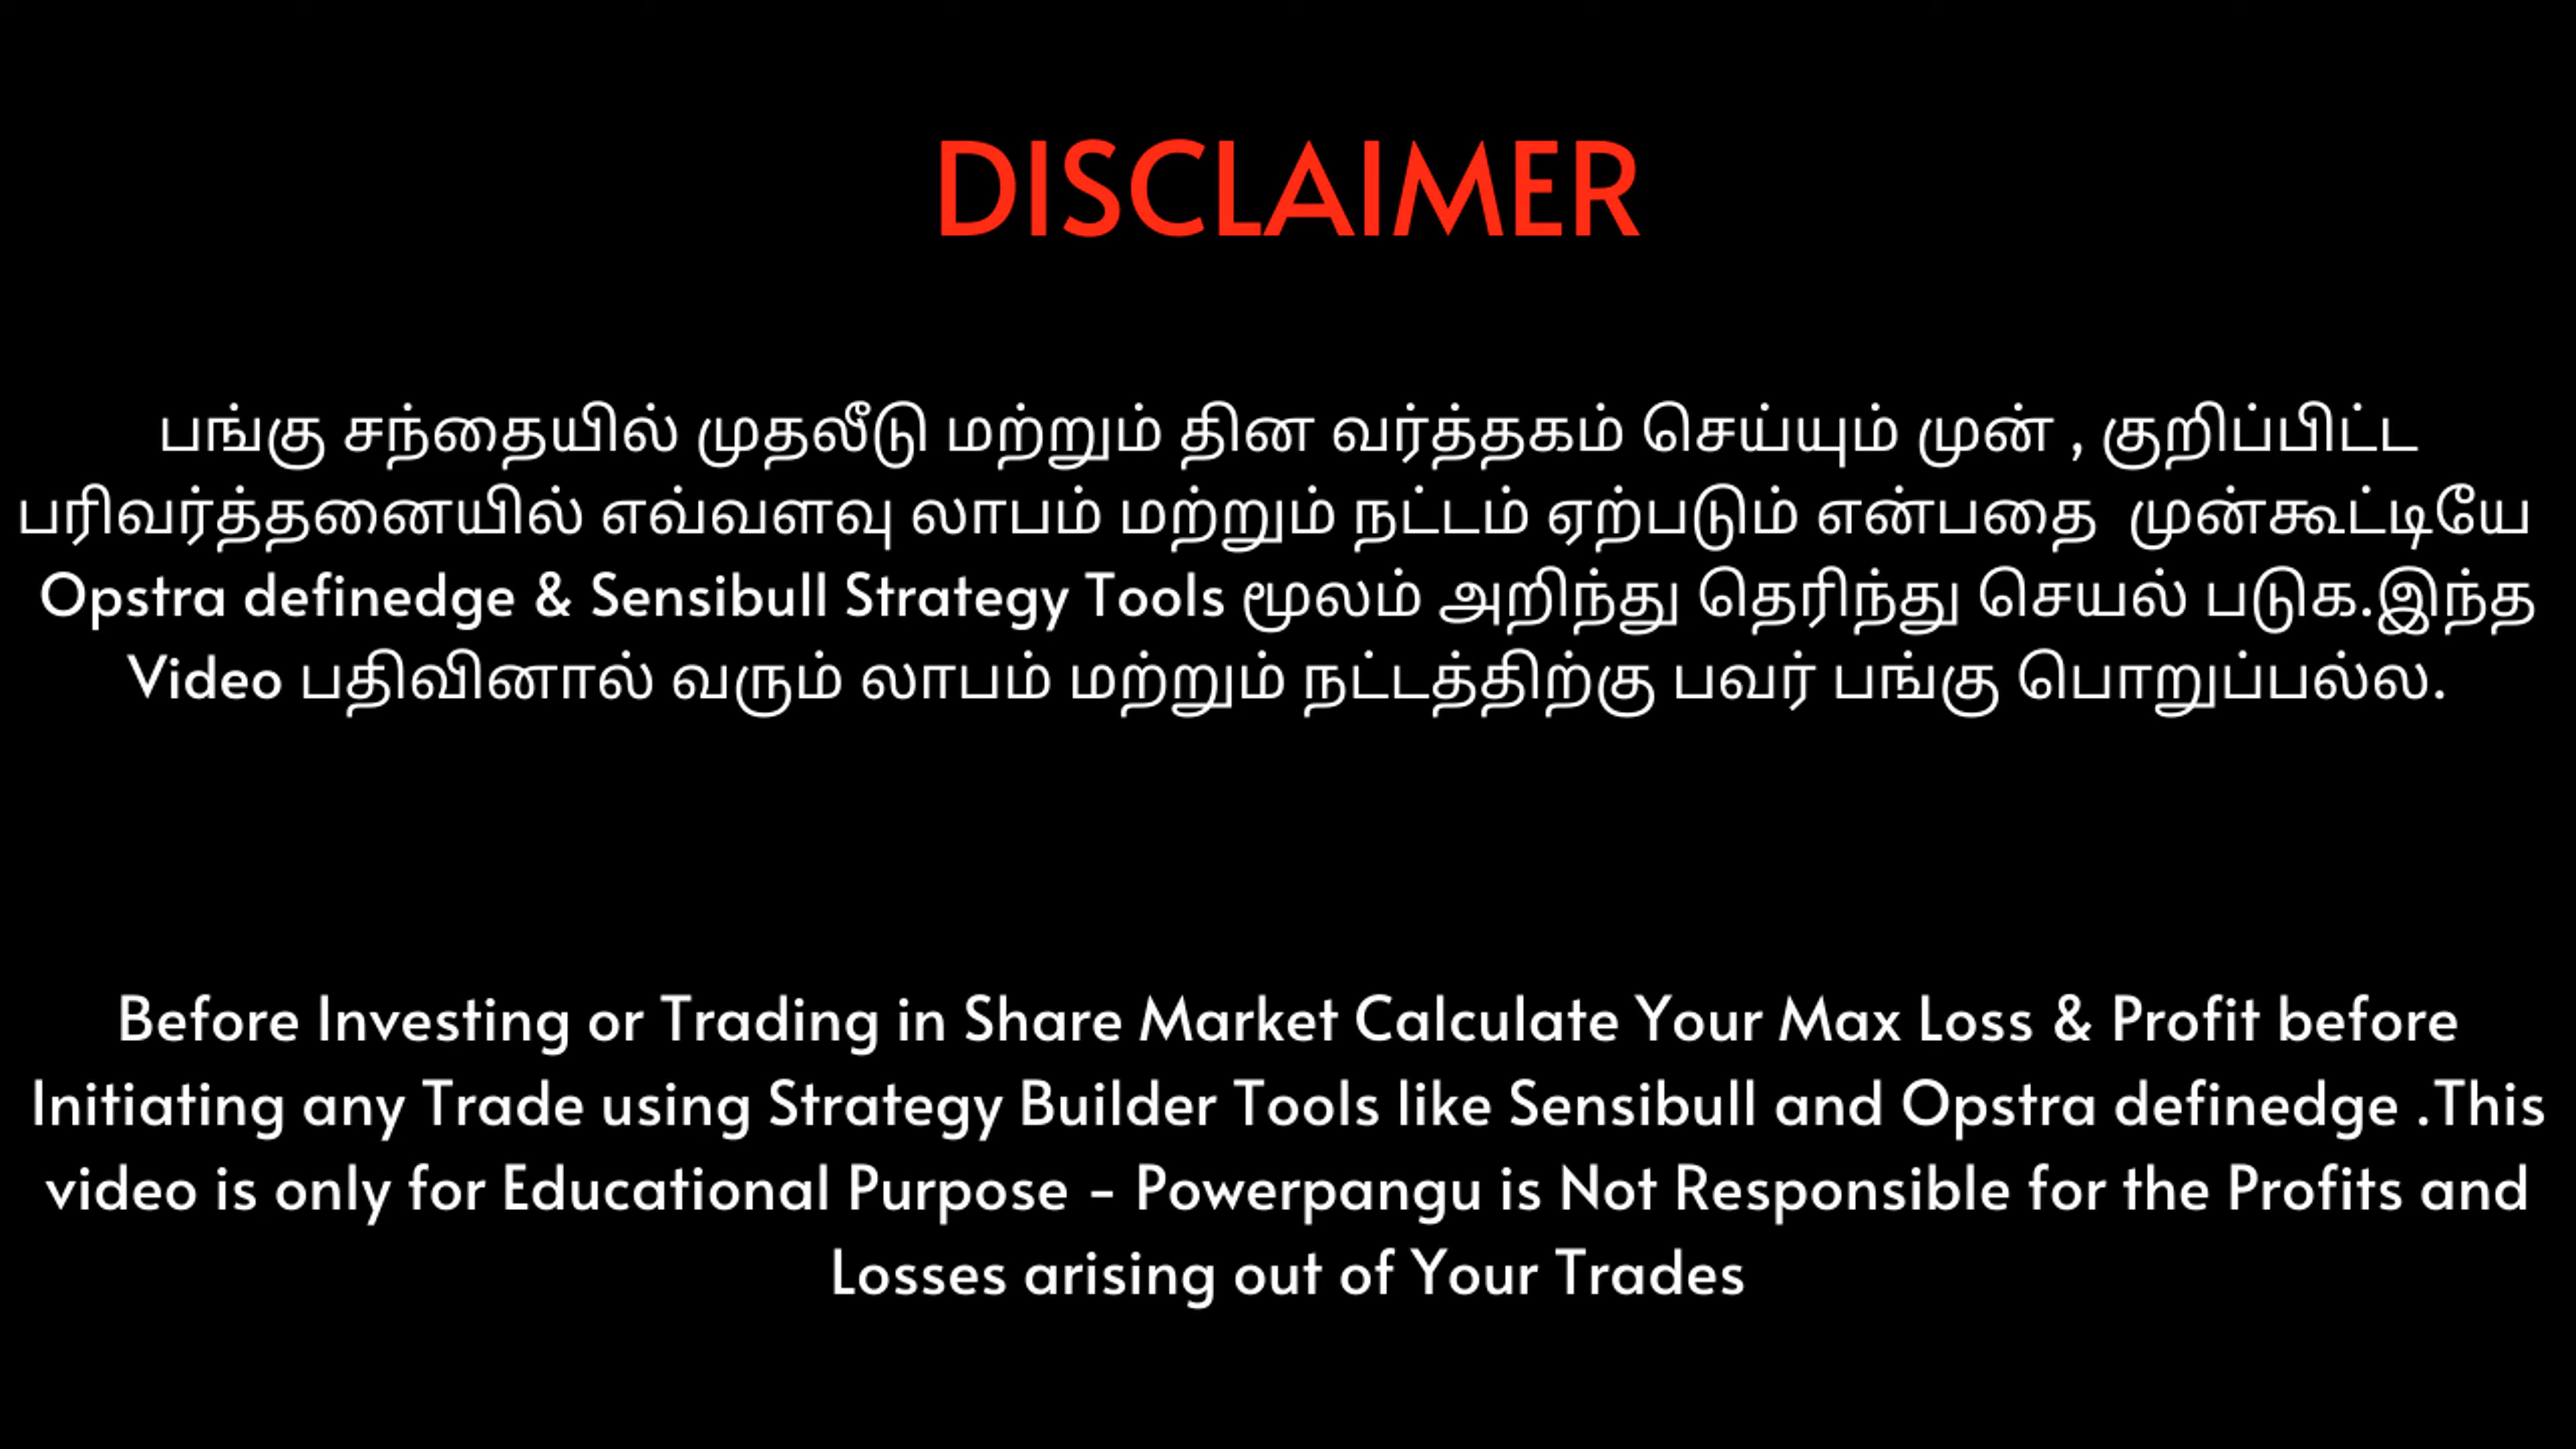 DISCLAIMER
பங்கு சந்தையில் முதலீடு மற்றும் தின வர்த்தகம் செய்யும் முன் , குறிப்பிட்ட
பரிவர்த்தனையில் எவ்வளவு லாபம் மற்றும் நட்டம் ஏற்படும் என்பதை முன்கூட்டியே
Opstra definedge & Sensibull Strategy Tools மூலம் அறிந்து தெரிந்து செயல் படுக.இந்த
Video பதிவினால் வரும் லாபம் மற்றும் நட்டத்திற்கு பவர் பங்கு பொறுப்பல்ல.
Before Investing or Trading in Share Market Calculate Your Max Loss & Profit before
Initiating any Trade using Strategy Builder Tools like Sensibull and Opstra definedge .This
video is only for Educational Purpose - Powerpangu is Not Responsible for the Profits and
Losses arising out of Your Trades